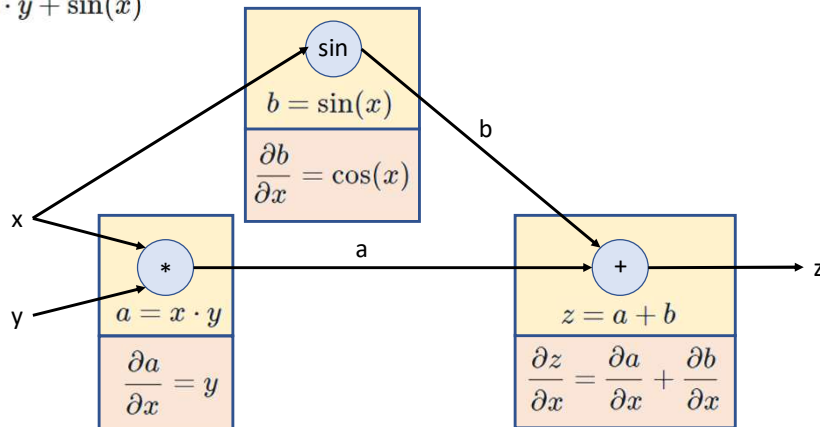 · y + sin(x)
sin
b = sin(x)
∂b/∂x = cos(x)
b
x
a
*
+
z
y
a = x · y
z = a + b
∂a/∂x = y
∂z/∂x = ∂a/∂x + ∂b/∂x